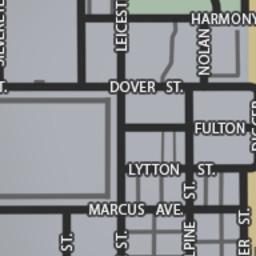 HARMONY
LEICEST
NOLAN
DOVER ST.
FULTON
LYTTON ST.
MARCUS AVE.
ST.
ST.
ST.
ST.